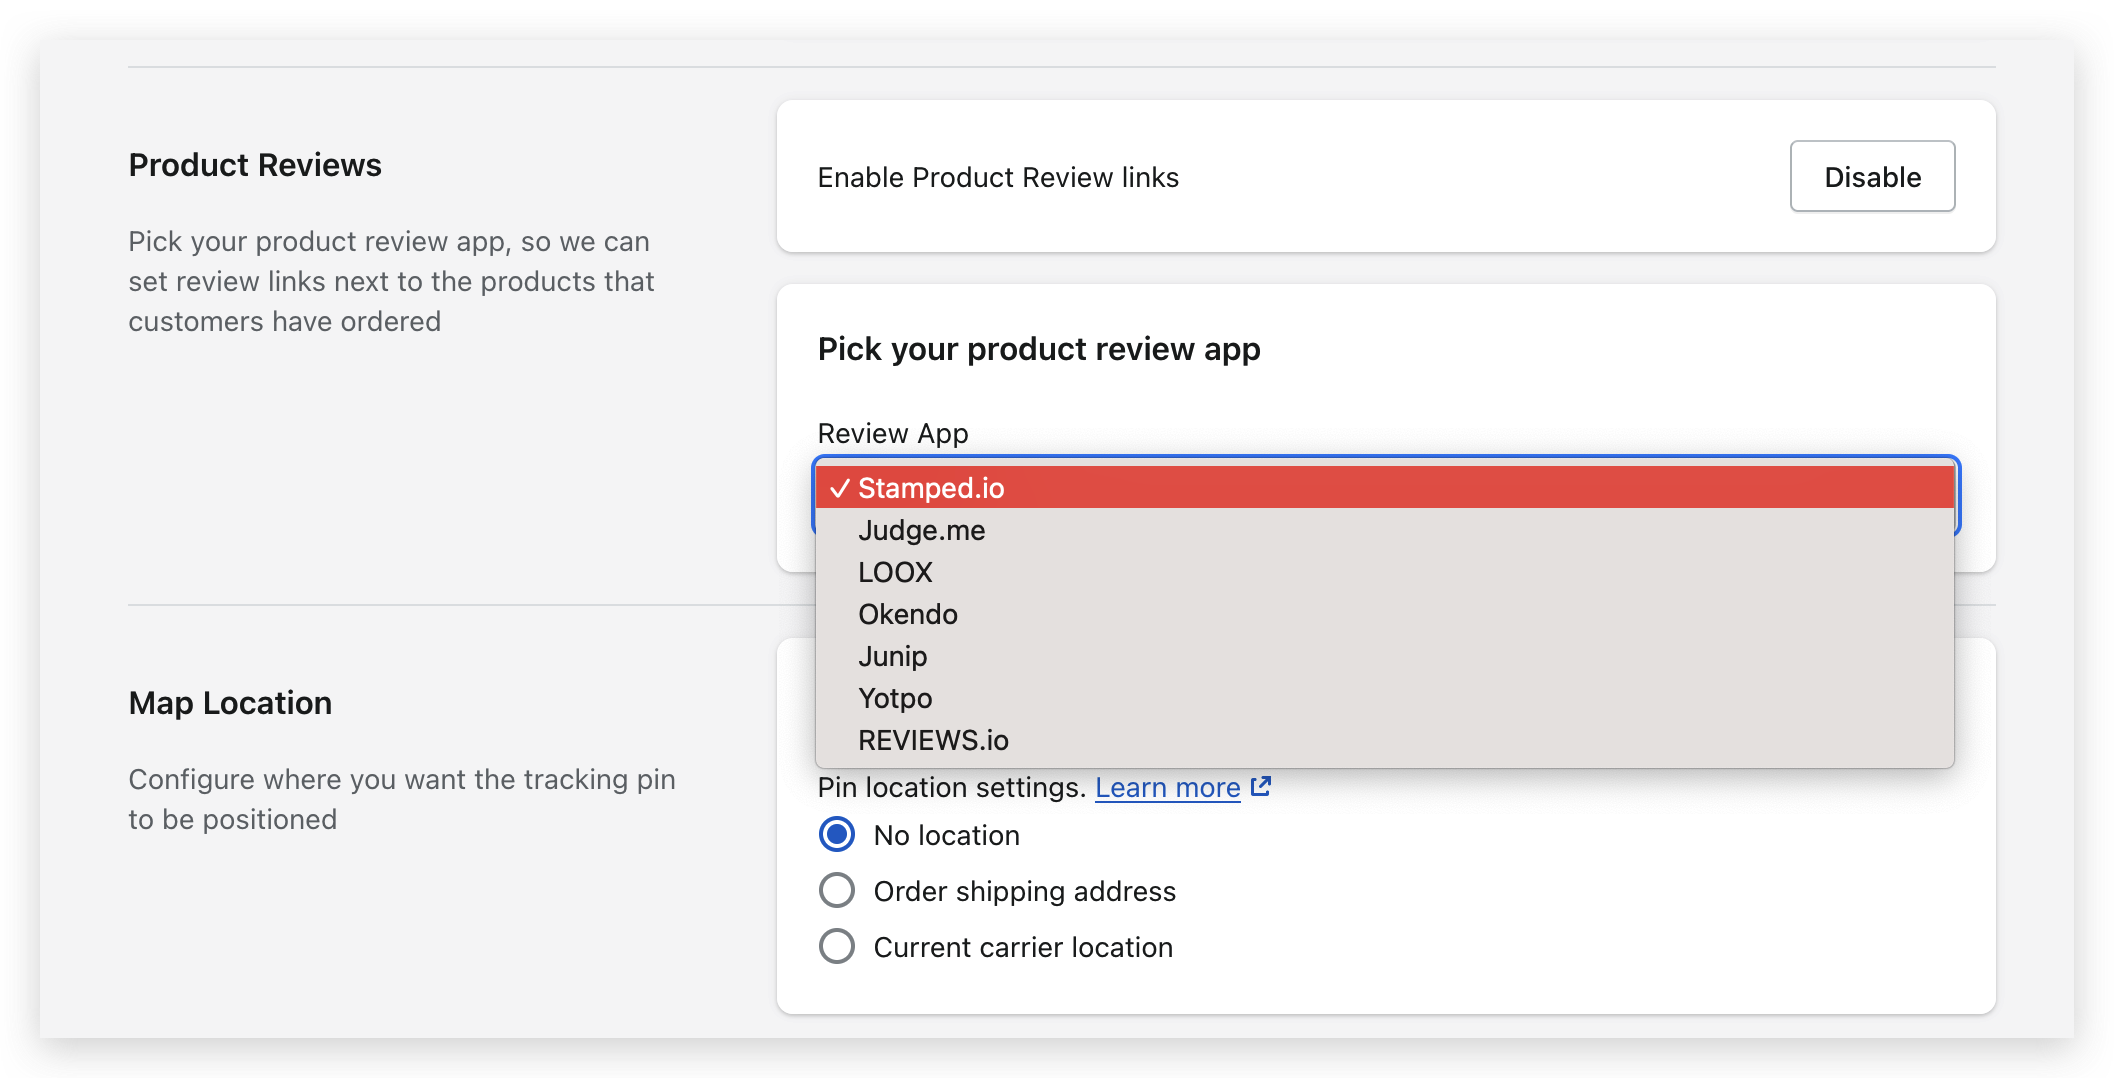 Product Reviews
Pick your product review app, so we can
set review links next to the products that
customers have ordered
Enable Product Review links
Disable
Pick your product review app
Review App
✓ Stamped.io
Judge.me
LOOX
Okendo
Junip
Yotpo
REVIEWS.io
Map Location
Configure where you want the tracking pin
to be positioned
Pin location settings. Learn more
No location
Order shipping address
Current carrier location